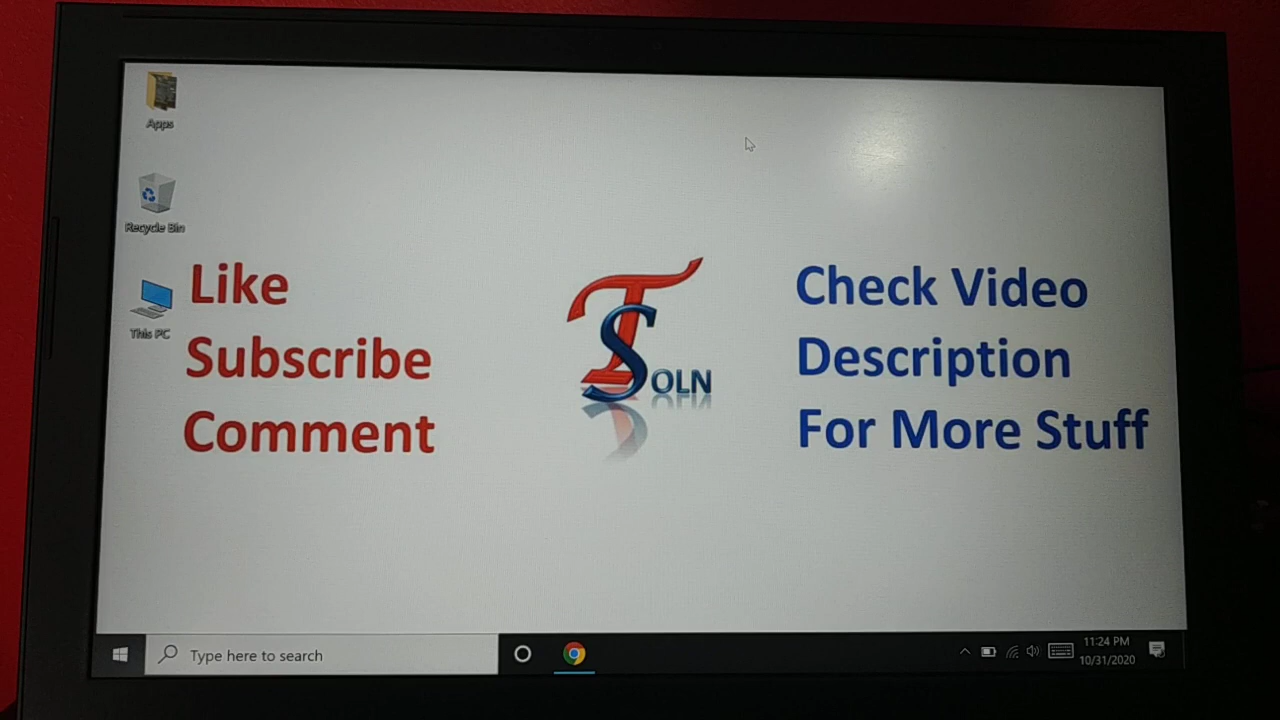 Apps
Recycle Bin
This PC
Like
Subscribe
Comment
TS OLN
Check Video
Description
For More Stuff
Type here to search
11:24 PM
10/31/2020